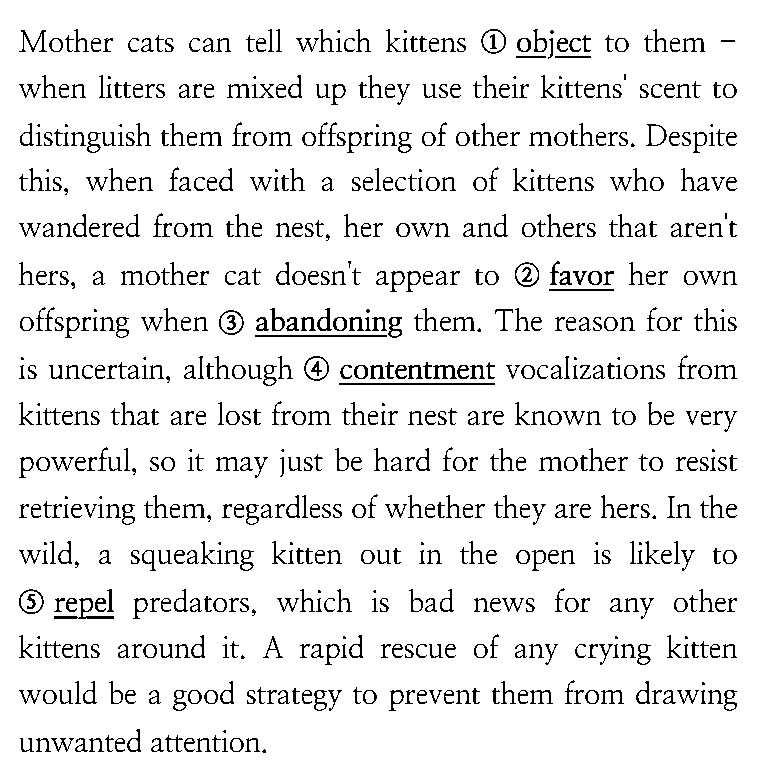 Mother cats can tell which kittens ① object to them –
when litters are mixed up they use their kittens' scent to
distinguish them from offspring of other mothers. Despite
this, when faced with a selection of kittens who have
wandered from the nest, her own and others that aren't
hers, a mother cat doesn't appear to ② favor her own
offspring when ③ abandoning them. The reason for this
is uncertain, although ④ contentment vocalizations from
kittens that are lost from their nest are known to be very
powerful, so it may just be hard for the mother to resist
retrieving them, regardless of whether they are hers. In the
wild, a squeaking kitten out in the open is likely to
⑤ repel predators, which is bad news for any other
kittens around it. A rapid rescue of any crying kitten
would be a good strategy to prevent them from drawing
unwanted attention.